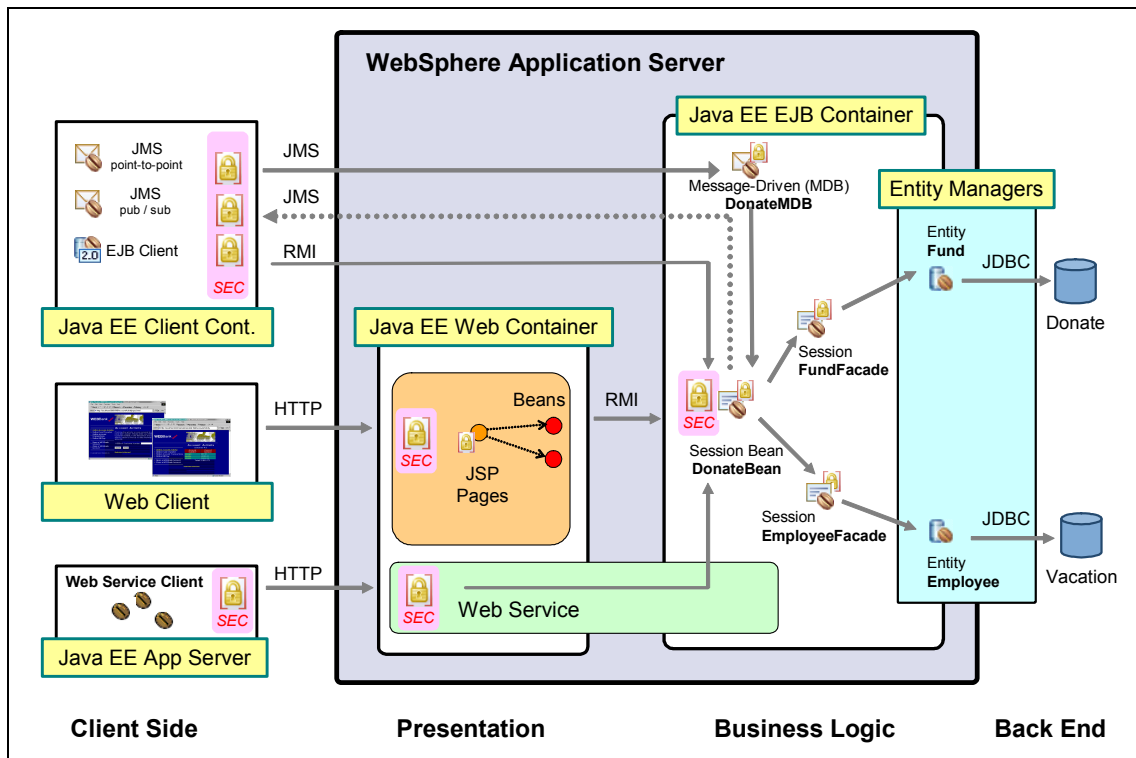 WebSphere Application Server
Java EE EJB Container
JMS
point-to-point
JMS
pub / sub
2.0
EJB Client
SEC
Java EE Client Cont.
JMS
JMS
RMI
Message-Driven (MDB)
DonateMDB
Entity Managers
Entity
Fund
JDBC
Donate
Session
FundFacade
Java EE Web Container
HTTP
Web Client
SEC
Beans
JSP
Pages
RMI
SEC
Session Bean
DonateBean
Session
EmployeeFacade
JDBC
Entity
Employee
Vacation
Web Service Client
SEC
Java EE App Server
HTTP
SEC
Web Service
Client Side
Presentation
Business Logic
Back End